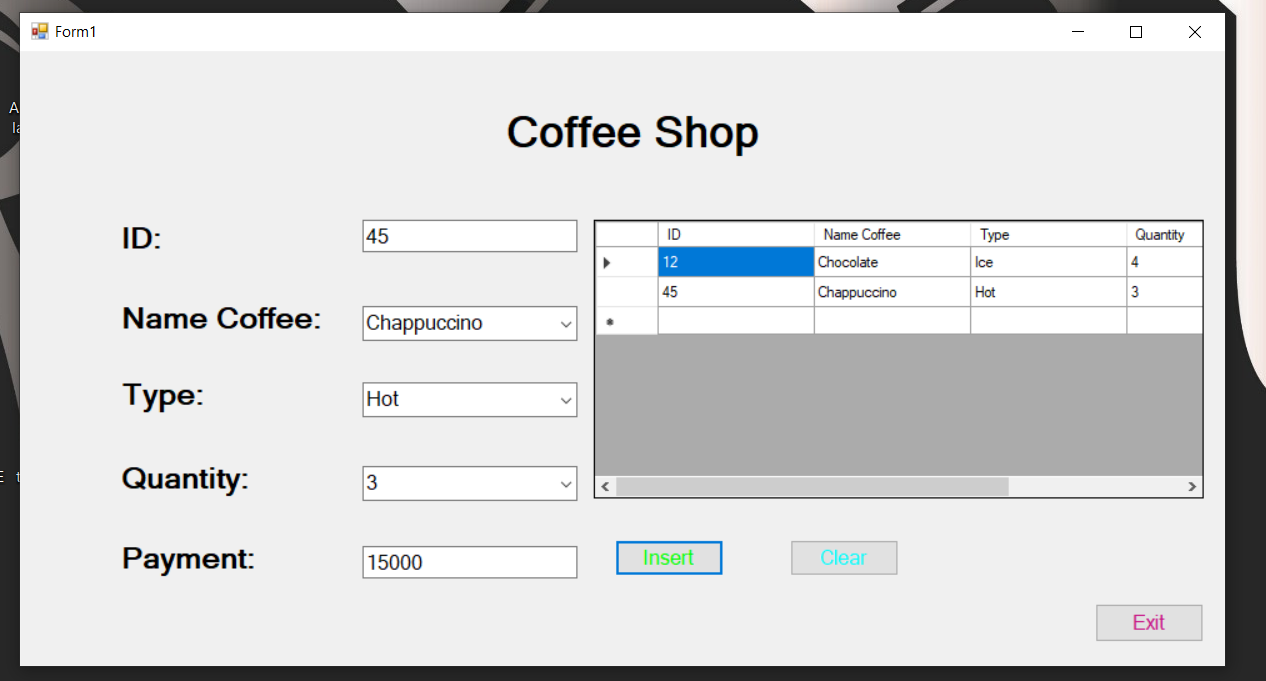 Form1
Coffee Shop
ID:
45
Name Coffee:
Chappuccino
Type:
Hot
Quantity:
3
Payment:
15000
ID Name Coffee Type Quantity
12 Chocolate Ice 4
45 Chappuccino Hot 3
Insert
Clear
Exit